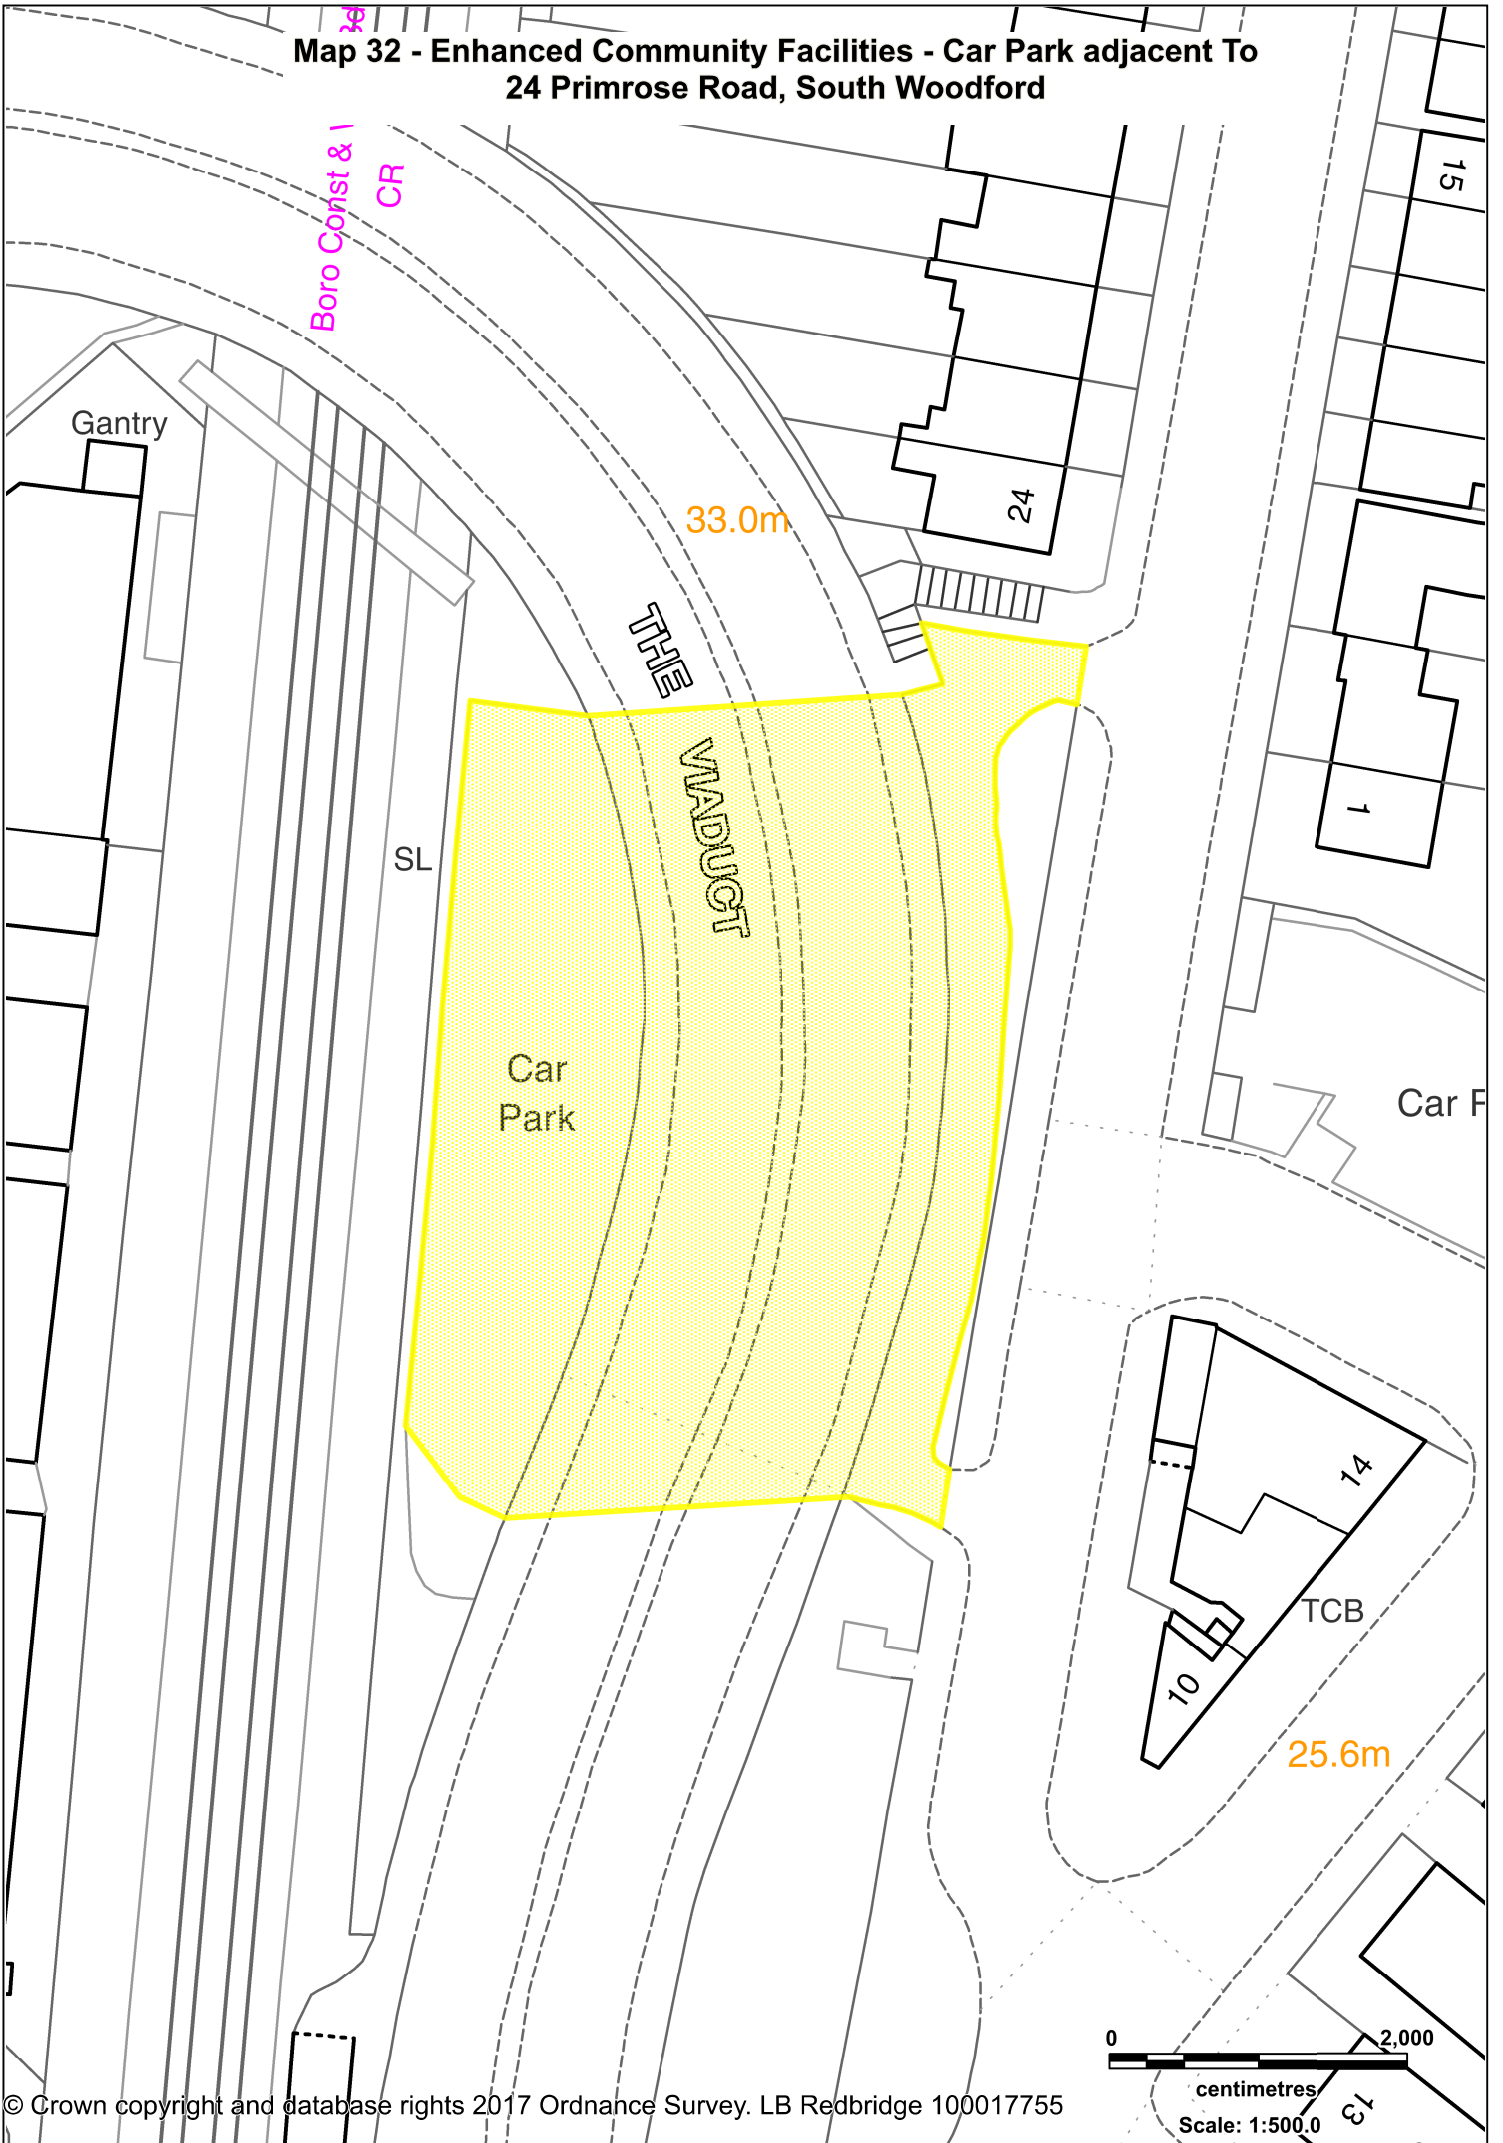 Map 32 - Enhanced Community Facilities - Car Park adjacent To
24 Primrose Road, South Woodford
Boro Const &
CR
15
Gantry
24
33.0m
THE
VIADUCT
1
SL
Car
Park
Car P
14
TCB
10
25.6m
0 2,000
centimetres
Scale: 1:500.0
13
© Crown copyright and database rights 2017 Ordnance Survey. LB Redbridge 100017755